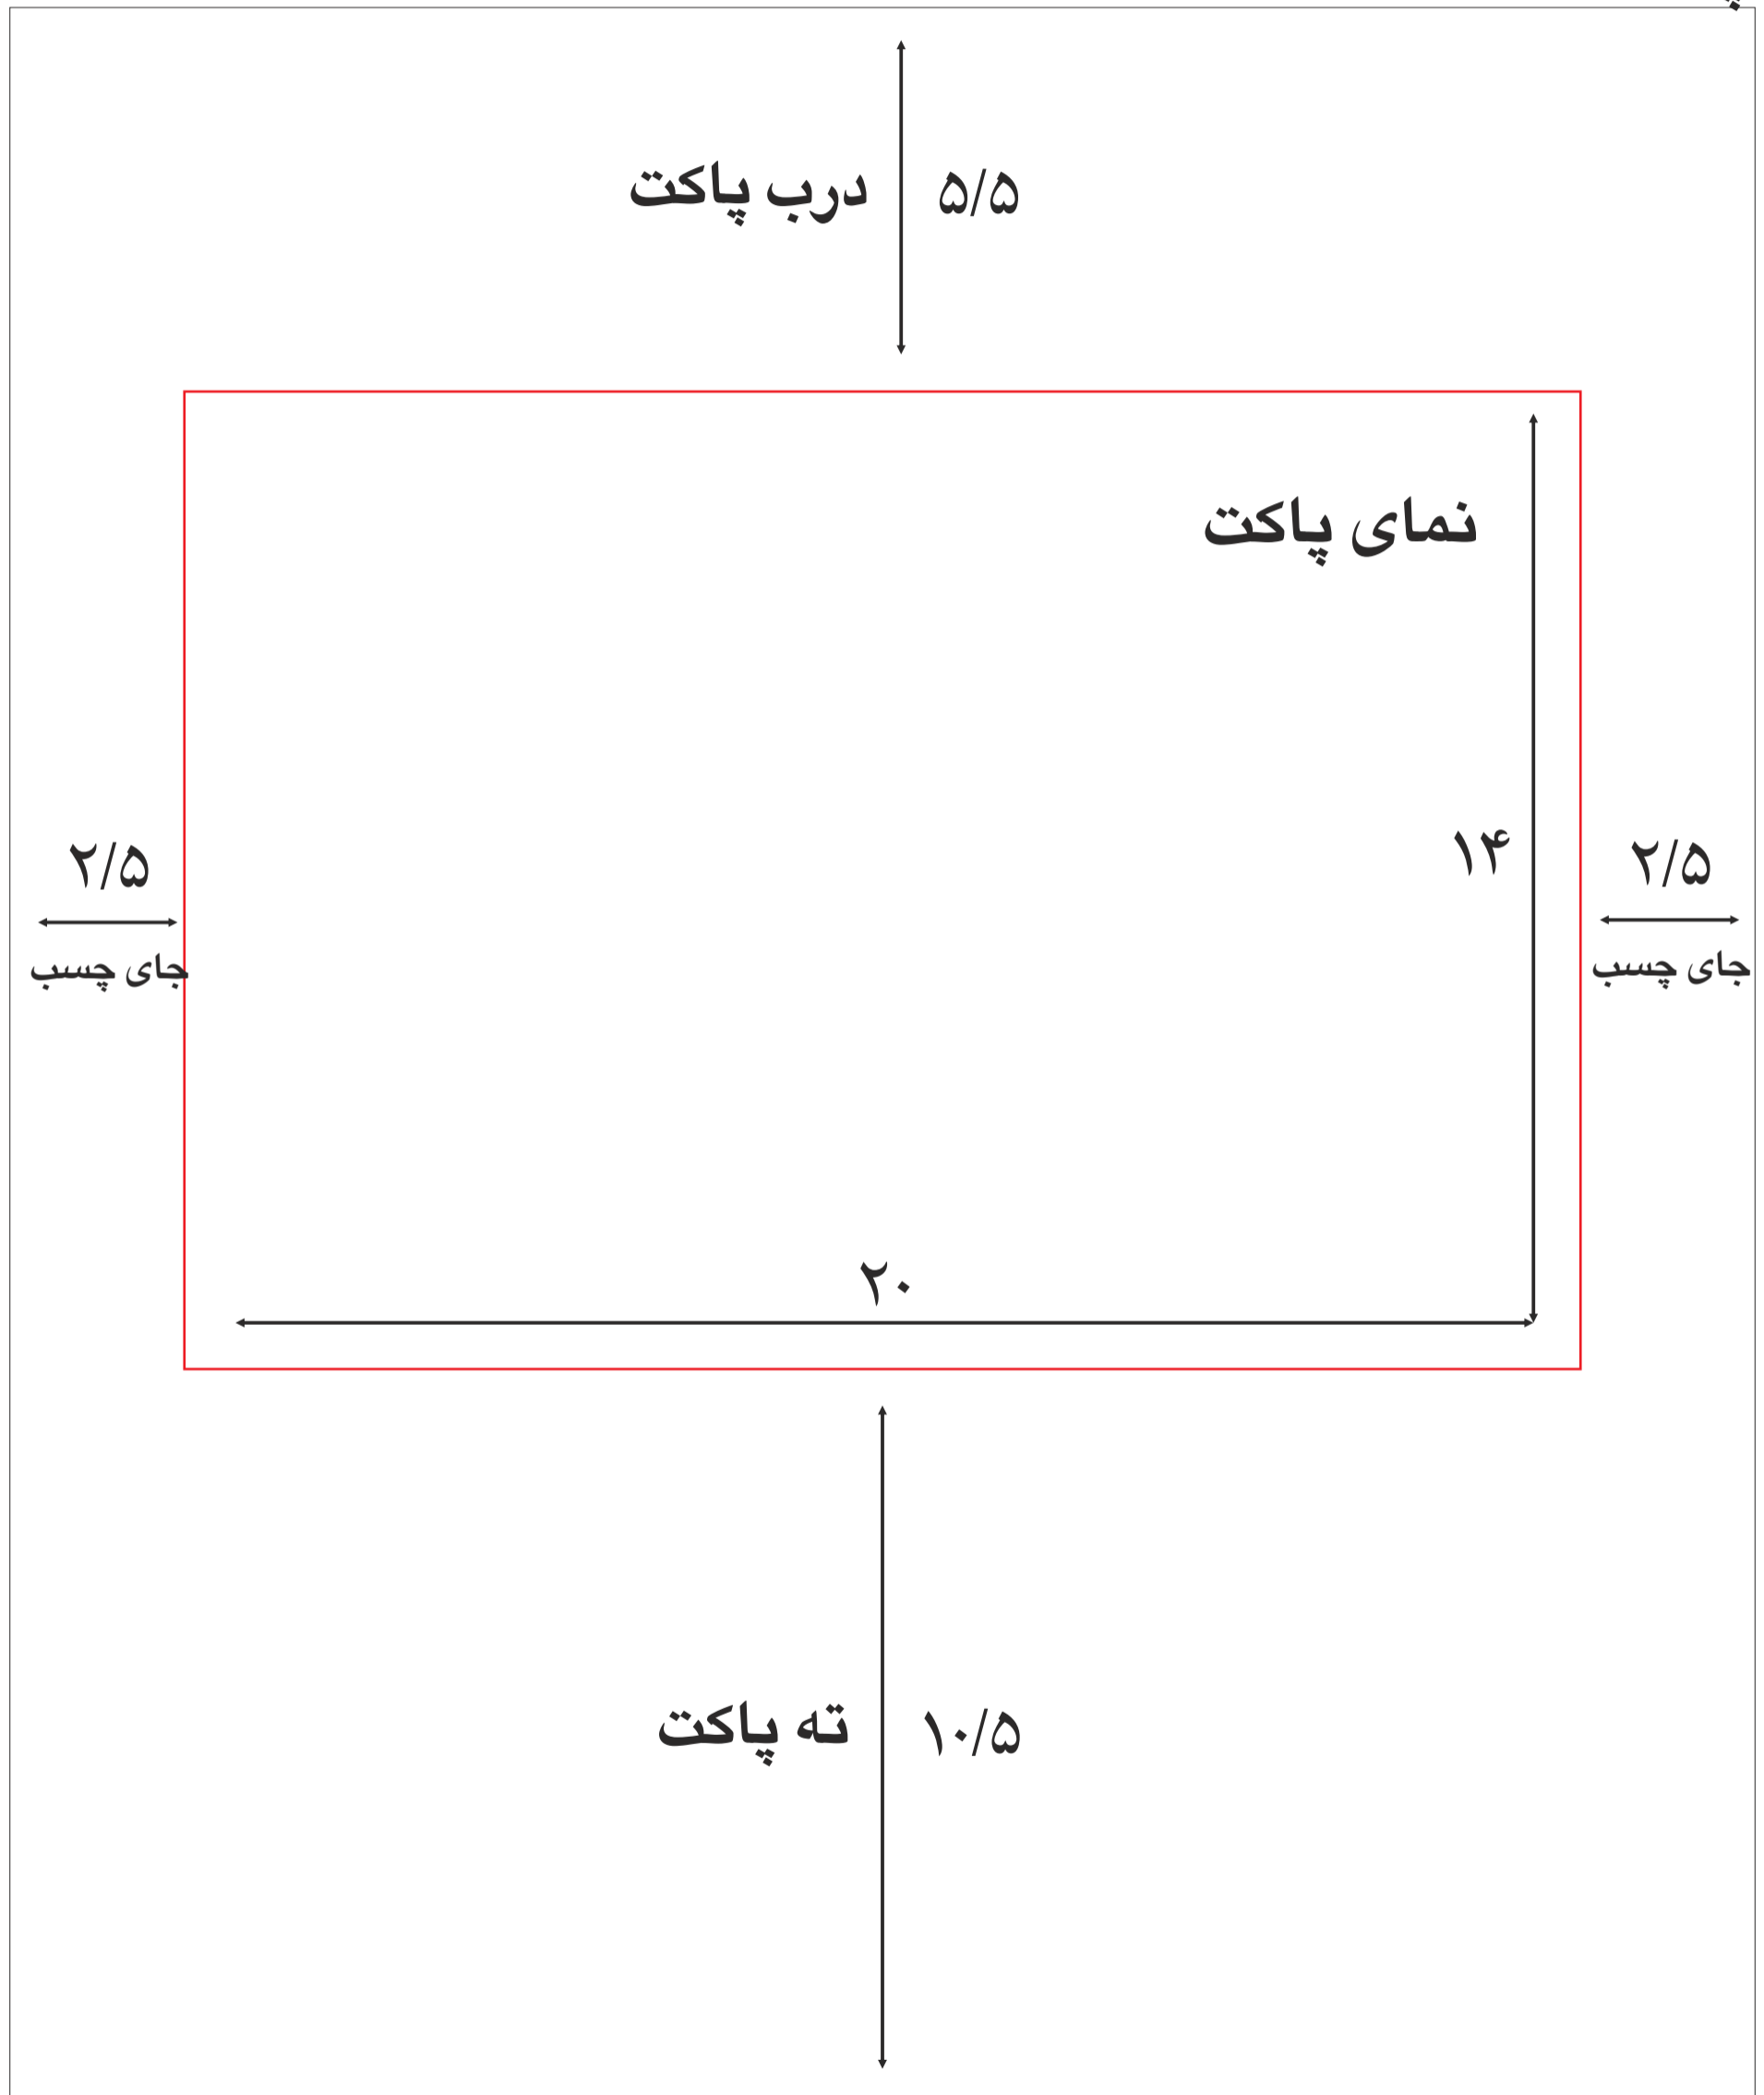 درب پاکت
۵/۵
نمای پاکت
۱۴
۲/۵
جای چسب
۲/۵
جای چسب
۲۰
ته پاکت
۱۰/۵